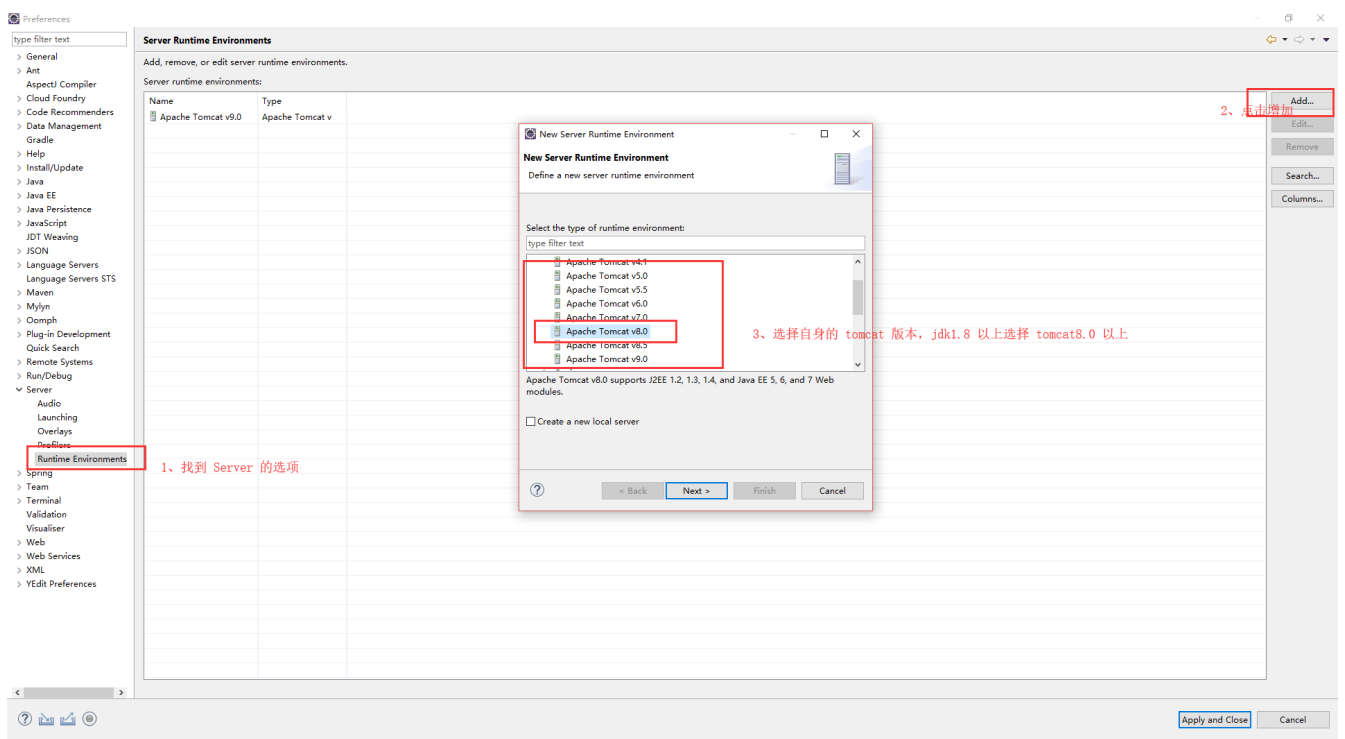 Preferences
type filter text
General
Ant
AspectJ Compiler
Cloud Foundry
Code Recommenders
Data Management
Gradle
Help
Install/Update
Java
Java EE
Java Persistence
JavaScript
JDT Weaving
JSON
Language Servers
Language Servers STS
Maven
Mylyn
Oomph
Plug-in Development
Quick Search
Remote Systems
Run/Debug
Server
Audio
Launching
Overlays
Profilers
Runtime Environments
Spring
Team
Terminal
Validation
Visualiser
Web
Web Services
XML
YEdit Preferences
1、找到 Server 的选项
Server Runtime Environments
Add, remove, or edit server runtime environments.
Server runtime environments:
Name Type
Apache Tomcat v9.0 Apache Tomcat v
2、点击增加
Add...
Edit...
Remove
Search...
Columns...
New Server Runtime Environment
New Server Runtime Environment
Define a new server runtime environment
Select the type of runtime environment:
type filter text
Apache Tomcat v4.1
Apache Tomcat v5.0
Apache Tomcat v5.5
Apache Tomcat v6.0
Apache Tomcat v7.0
Apache Tomcat v8.0
Apache Tomcat v8.5
Apache Tomcat v9.0
3、选择自身的 tomcat 版本，jdk1.8 以上选择 tomcat8.0 以上
Apache Tomcat v8.0 supports J2EE 1.2, 1.3, 1.4, and Java EE 5, 6, and 7 Web
modules.
Create a new local server
< Back Next > Finish Cancel
Apply and Close Cancel